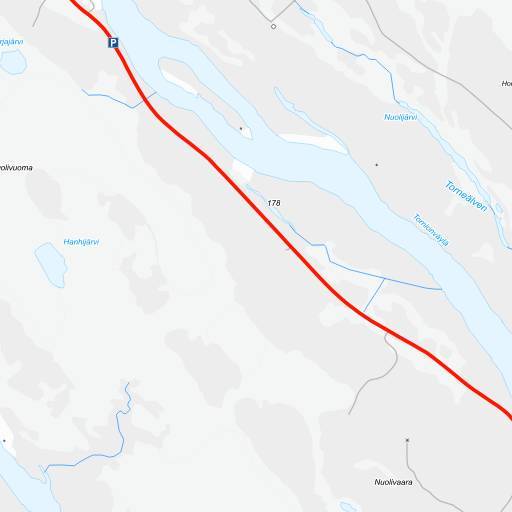 P
Nuolijärvi
Torneälven
178
Tornionväylä
Hanhijärvi
Nuolivaara